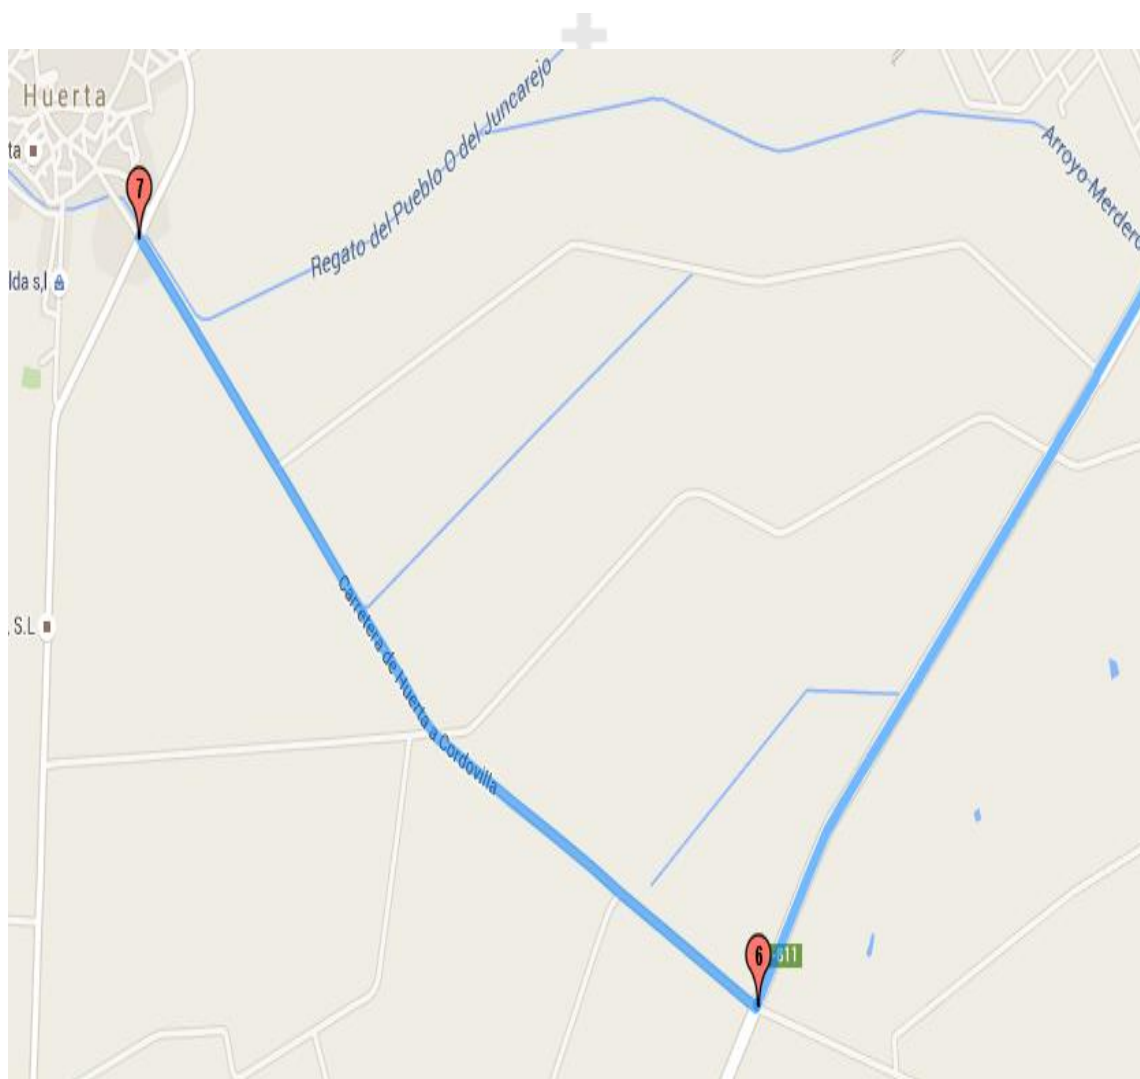 Huerta
ta
7
Regato del Pueblo O del Juncarejo
Arroyo-Merdero
lda s,l
S.L
Carretera de Huerta a Cordovilla
6
-611